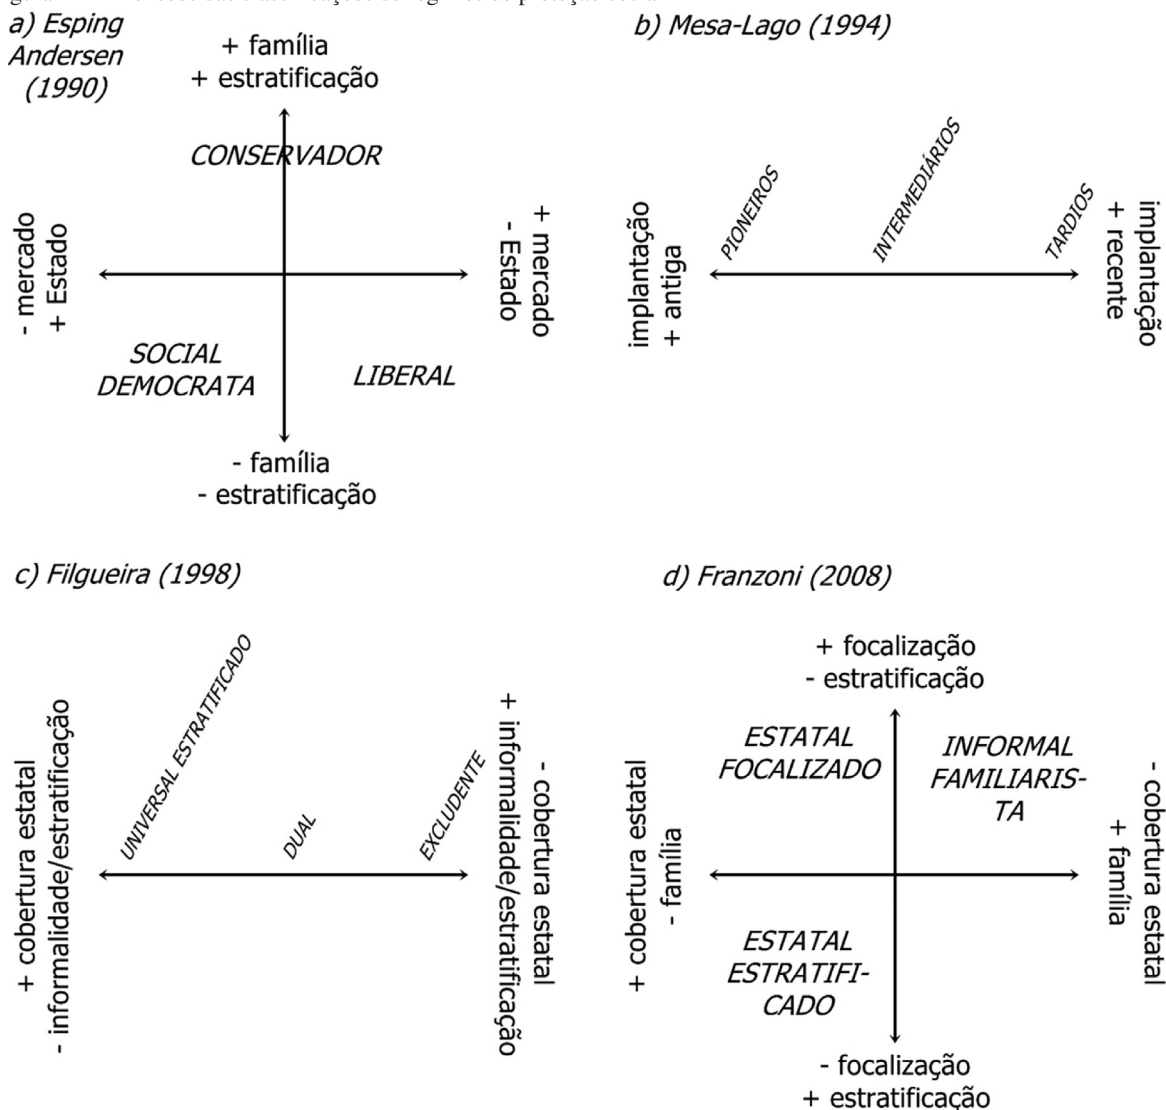 a) Esping
Andersen
(1990)
+ família
+ estratificação
CONSERVADOR
- mercado
+ Estado
+ mercado
- Estado
SOCIAL
DEMOCRATA
LIBERAL
- família
- estratificação
b) Mesa-Lago (1994)
implantação
+ antiga
PIONEIROS
INTERMEDIÁRIOS
TARDIOS
implantação
+ recente
c) Filgueira (1998)
+ cobertura estatal
- informalidade/estratificação
UNIVERSAL ESTRATIFICADO
DUAL
EXCLUDENTE
- cobertura estatal
+ informalidade/estratificação
d) Franzoni (2008)
+ focalização
- estratificação
ESTATAL
FOCALIZADO
INFORMAL
FAMILIARIS-
TA
+ cobertura estatal
- família
- cobertura estatal
+ família
ESTATAL
ESTRATIFI-
CADO
- focalização
+ estratificação